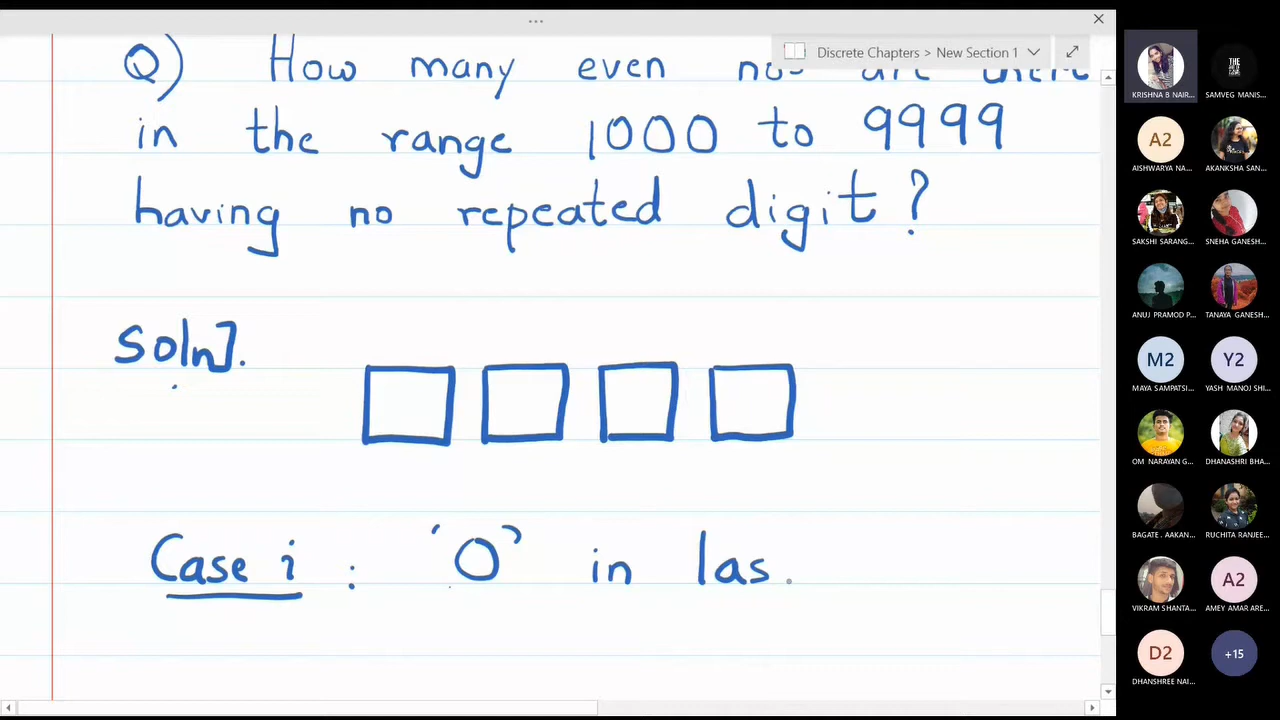 ...
Discrete Chapters > New Section 1
Q) How many even nos are there
in the range 1000 to 9999
having no repeated digit ?
Soln].
Case i : ‘0’ in las
KRISHNA B NAIR...
SAMVEG MANIS...
A2
AISHWARYA NA...
AKANKSHA SAN...
SAKSHI SARANG...
SNEHA GANESH...
ANUJ PRAMOD P...
TANAYA GANESH...
M2
Y2
MAYA SAMPATSI...
YASH MANOJ SHI...
OM NARAYAN G...
DHANASHRI BHA...
BAGATE . AAKAN...
RUCHITA RANJEE...
A2
VIKRAM SHANTA...
AMEY AMAR ARE...
D2
+15
DHANSHREE NAI...